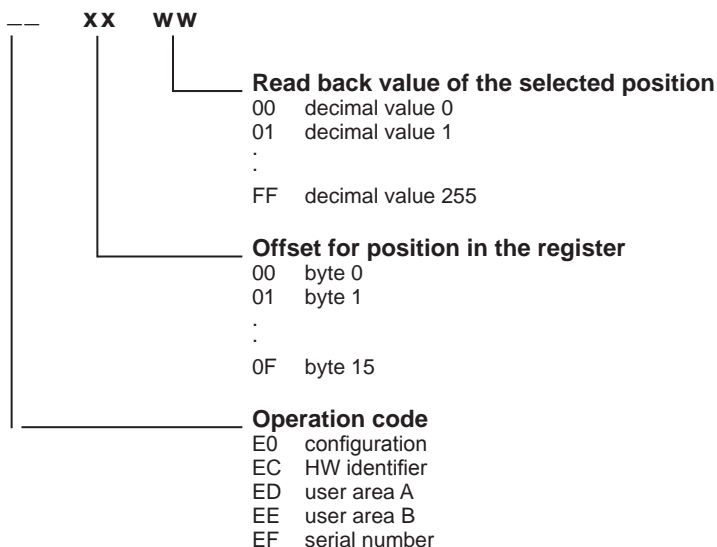 __ xx ww
Read back value of the selected position
00 decimal value 0
01 decimal value 1
.
.
FF decimal value 255
Offset for position in the register
00 byte 0
01 byte 1
.
.
0F byte 15
Operation code
E0 configuration
EC HW identifier
ED user area A
EE user area B
EF serial number